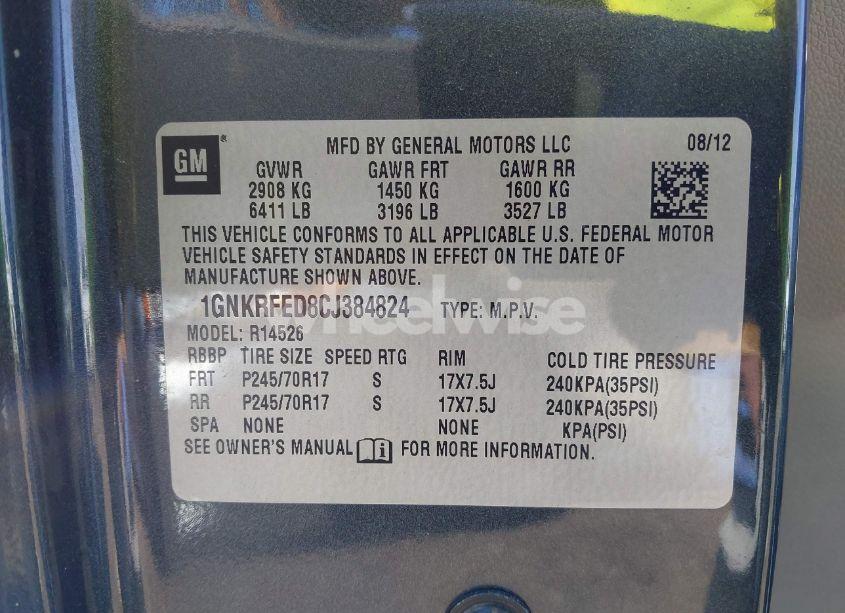 GM ®
MFD BY GENERAL MOTORS LLC 08/12
GVWR GAWR FRT GAWR RR
2908 KG 1450 KG 1600 KG
6411 LB 3196 LB 3527 LB
THIS VEHICLE CONFORMS TO ALL APPLICABLE U.S. FEDERAL MOTOR
VEHICLE SAFETY STANDARDS IN EFFECT ON THE DATE OF
MANUFACTURE SHOWN ABOVE.
1GNKRFED8CJ384824 TYPE: M.P.V.
wheelwise
MODEL: R14526
RBBP TIRE SIZE SPEED RTG RIM COLD TIRE PRESSURE
FRT P245/70R17 S 17X7.5J 240KPA(35PSI)
RR P245/70R17 S 17X7.5J 240KPA(35PSI)
SPA NONE NONE KPA(PSI)
SEE OWNER'S MANUAL i FOR MORE INFORMATION.